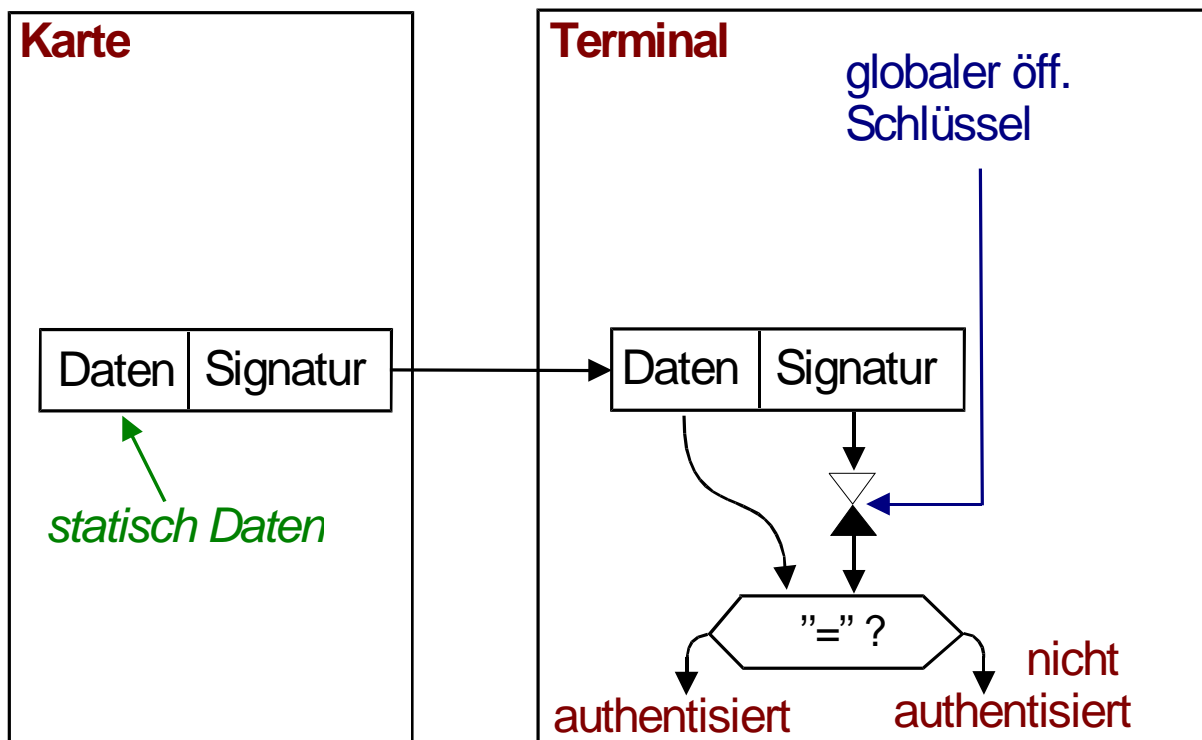 Karte
Terminal
globaler öff.
Schlüssel
Daten
Signatur
Daten
Signatur
statisch Daten
”=” ?
authentisiert
nicht
authentisiert